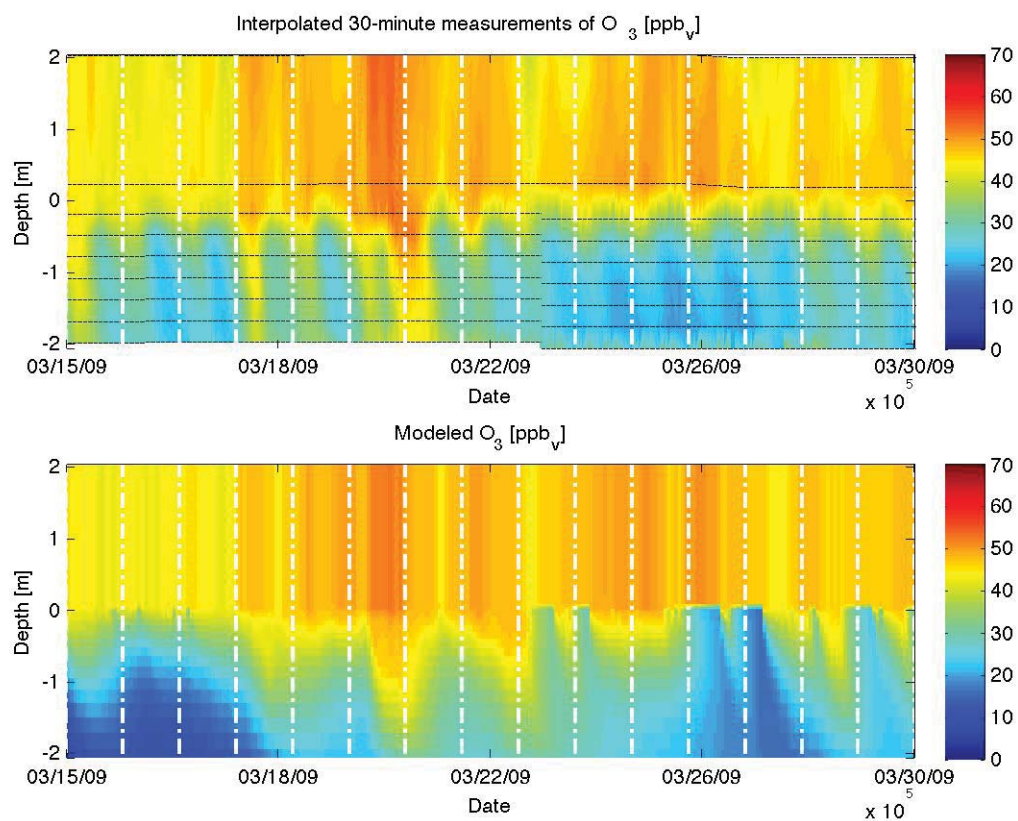 Interpolated 30-minute measurements of O 3 [ppbv]
2
1
0
-1
-2
Depth [m]
03/15/09 03/18/09 03/22/09 03/26/09 03/30/09
Date
x 10^5
70
60
50
40
30
20
10
0
Modeled O3 [ppbv]
2
1
0
-1
-2
Depth [m]
03/15/09 03/18/09 03/22/09 03/26/09 03/30/09
Date
x 10^5
70
60
50
40
30
20
10
0